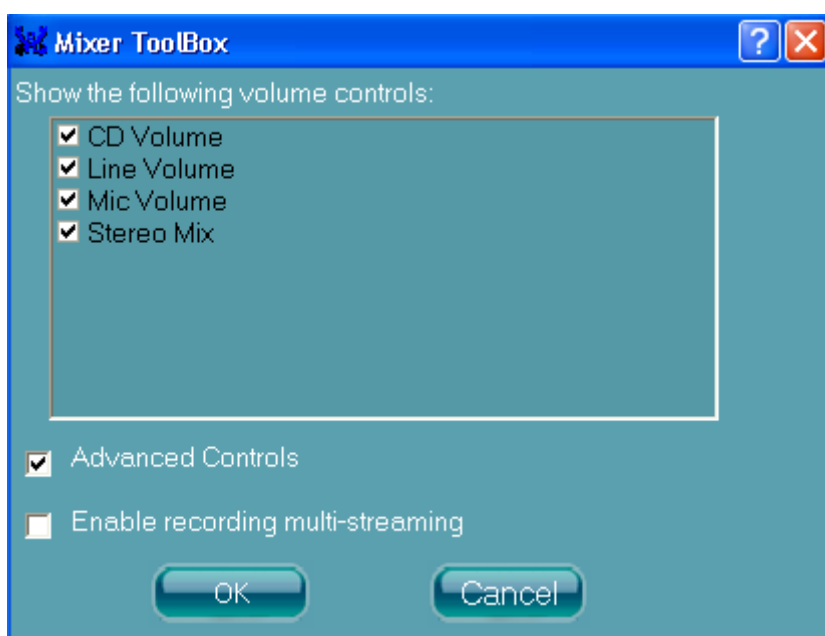 Mixer ToolBox
Show the following volume controls:
CD Volume
Line Volume
Mic Volume
Stereo Mix
Advanced Controls
Enable recording multi-streaming
OK
Cancel